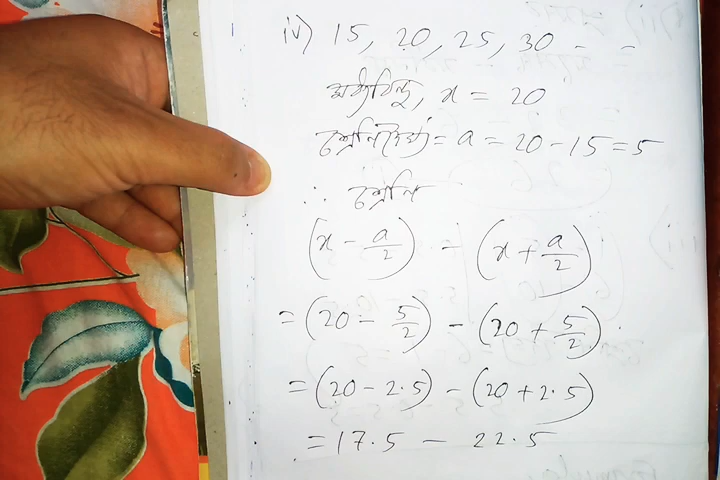 iv) 15, 20, 25, 30 - -
মধ্যবিন্দু, x = 20
শ্রেনিদৈর্ঘ্য = a = 20 - 15 = 5
∴ শ্রেনি
(x - a/2) - (x + a/2)
= (20 - 5/2) - (20 + 5/2)
= (20 - 2.5) - (20 + 2.5)
= 17.5 - 22.5